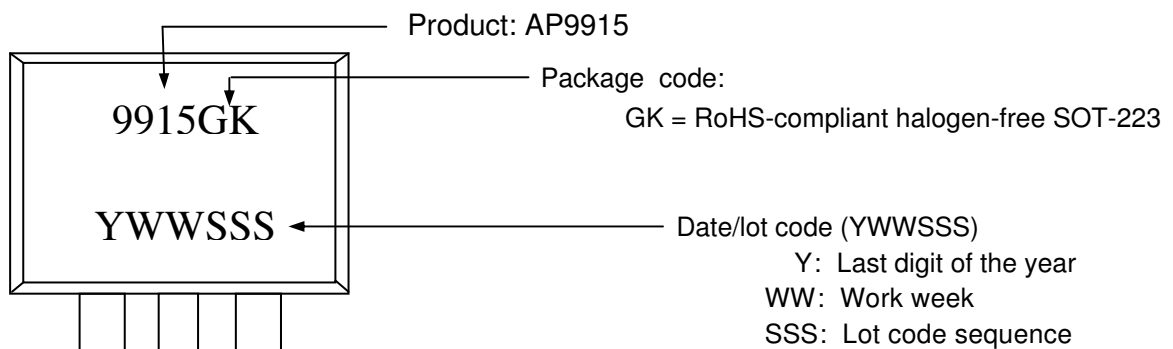 Product: AP9915
Package code:
9915GK
GK = RoHS-compliant halogen-free SOT-223
YWWSSS
Date/lot code (YWWSSS)
Y: Last digit of the year
WW: Work week
SSS: Lot code sequence